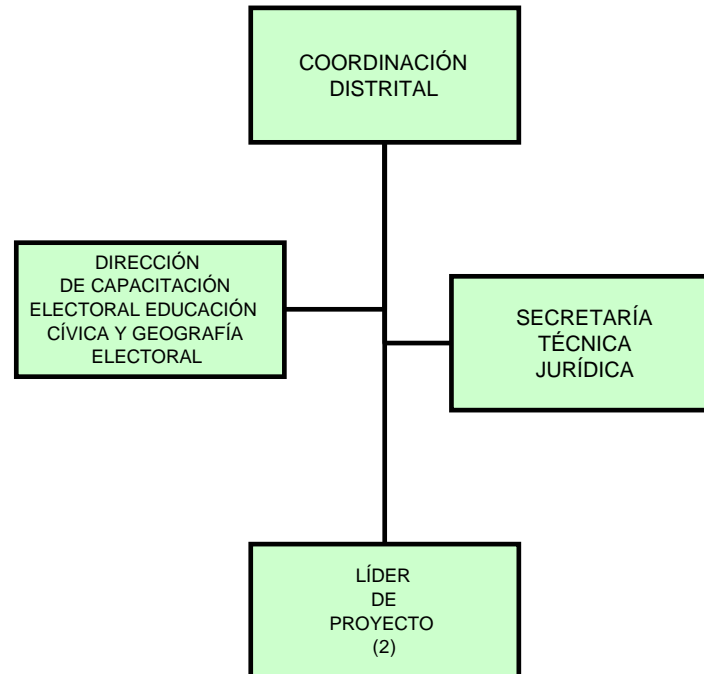 COORDINACIÓN
DISTRITAL
DIRECCIÓN
DE CAPACITACIÓN
ELECTORAL EDUCACIÓN
CÍVICA Y GEOGRAFÍA
ELECTORAL
SECRETARÍA
TÉCNICA
JURÍDICA
LÍDER
DE
PROYECTO
(2)